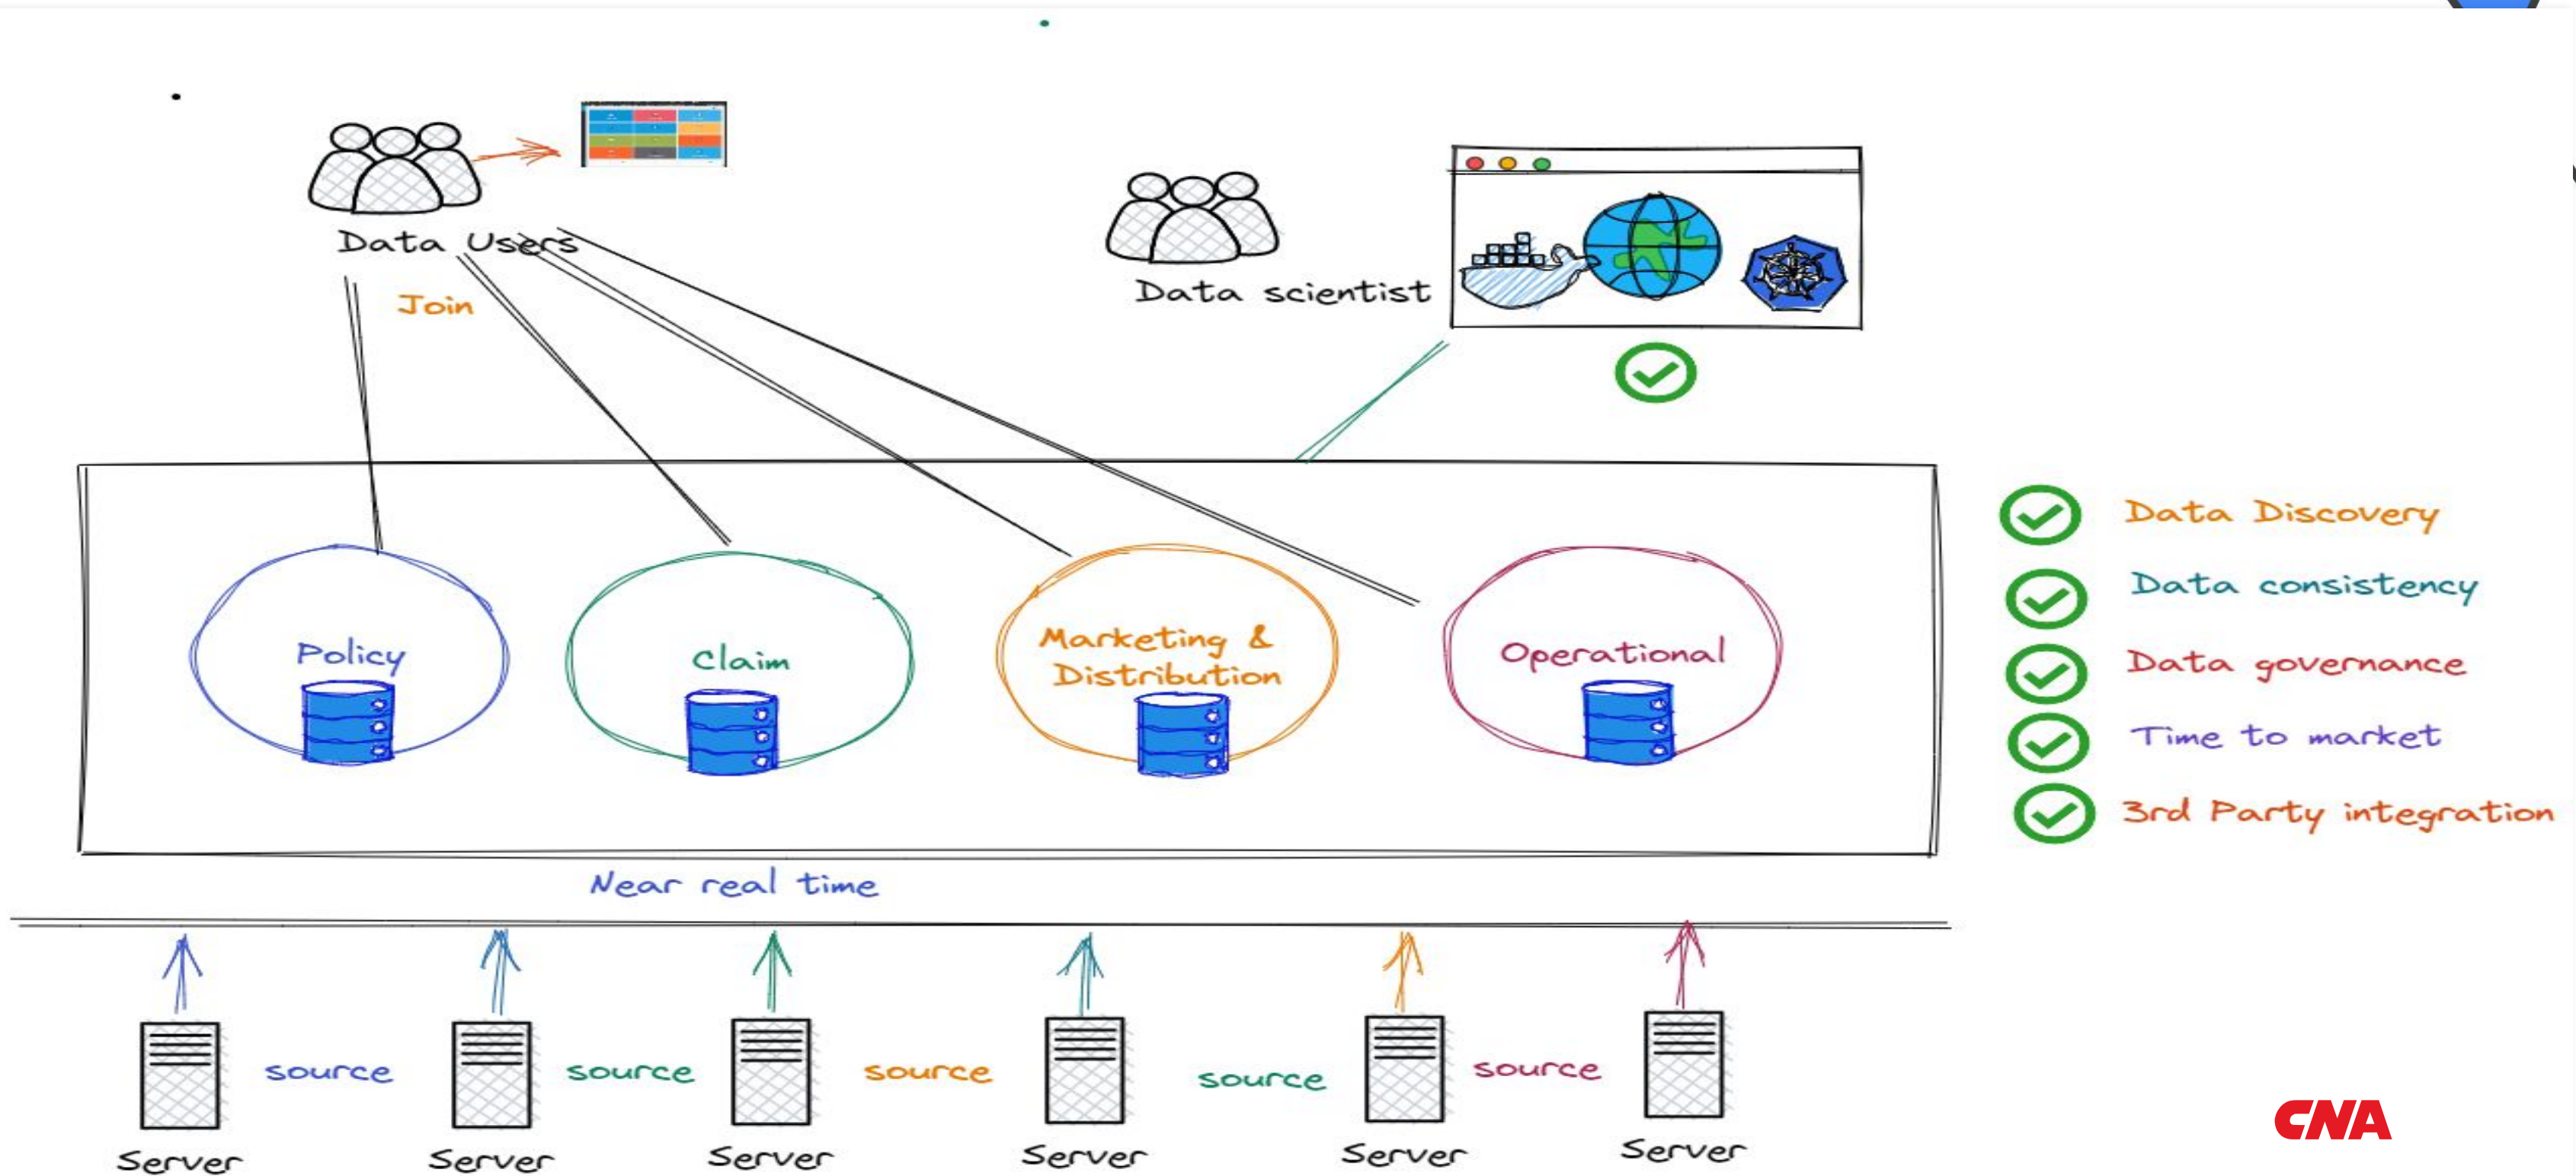 Data Users
Join
Data scientist
Policy
Claim
Marketing &
Distribution
Operational
Data Discovery
Data consistency
Data governance
Time to market
3rd Party integration
Near real time
source
source
source
source
source
Server
Server
Server
Server
Server
Server
CNA